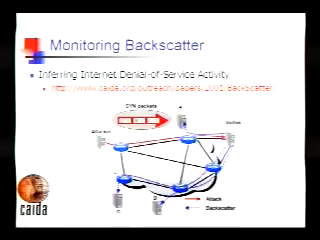 Monitoring Backscatter
Inferring Internet Denial-of-Service Activity
http://www.caida.org/outreach/papers/2001/BackScatter
SYN packets
Attacker
Victim
Attack
Backscatter
caida